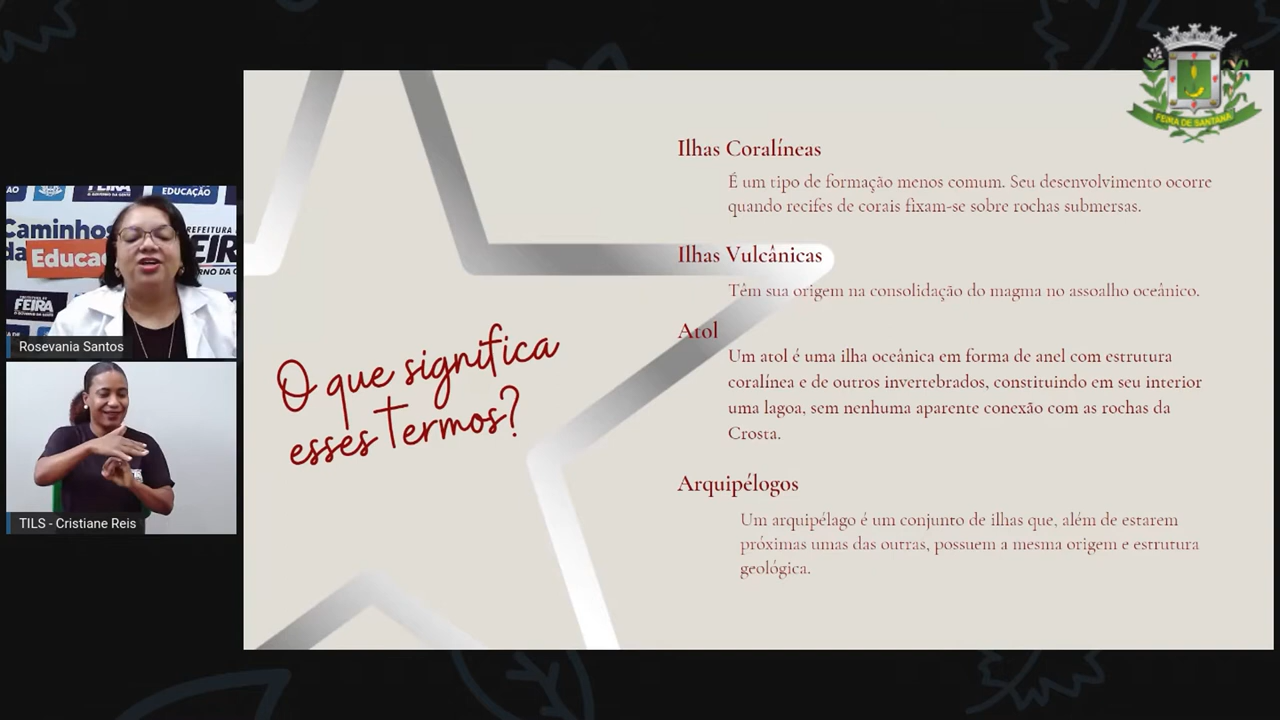 FEIRA DE SANTANA
Ilhas Coralíneas
É um tipo de formação menos comum. Seu desenvolvimento ocorre
quando recifes de corais fixam-se sobre rochas submersas.
Ilhas Vulcânicas
Têm sua origem na consolidação do magma no assoalho oceânico.
Atol
Um atol é uma ilha oceânica em forma de anel com estrutura
coralínea e de outros invertebrados, constituindo em seu interior
uma lagoa, sem nenhuma aparente conexão com as rochas da
Crosta.
Arquipélogos
Um arquipélago é um conjunto de ilhas que, além de estarem
próximas umas das outras, possuem a mesma origem e estrutura
geológica.
O que significa
esses termos?
EDUCAÇÃO
Caminhos
da Educa
PREFEITURA
FEIRA
Rosevania Santos
TILS - Cristiane Reis